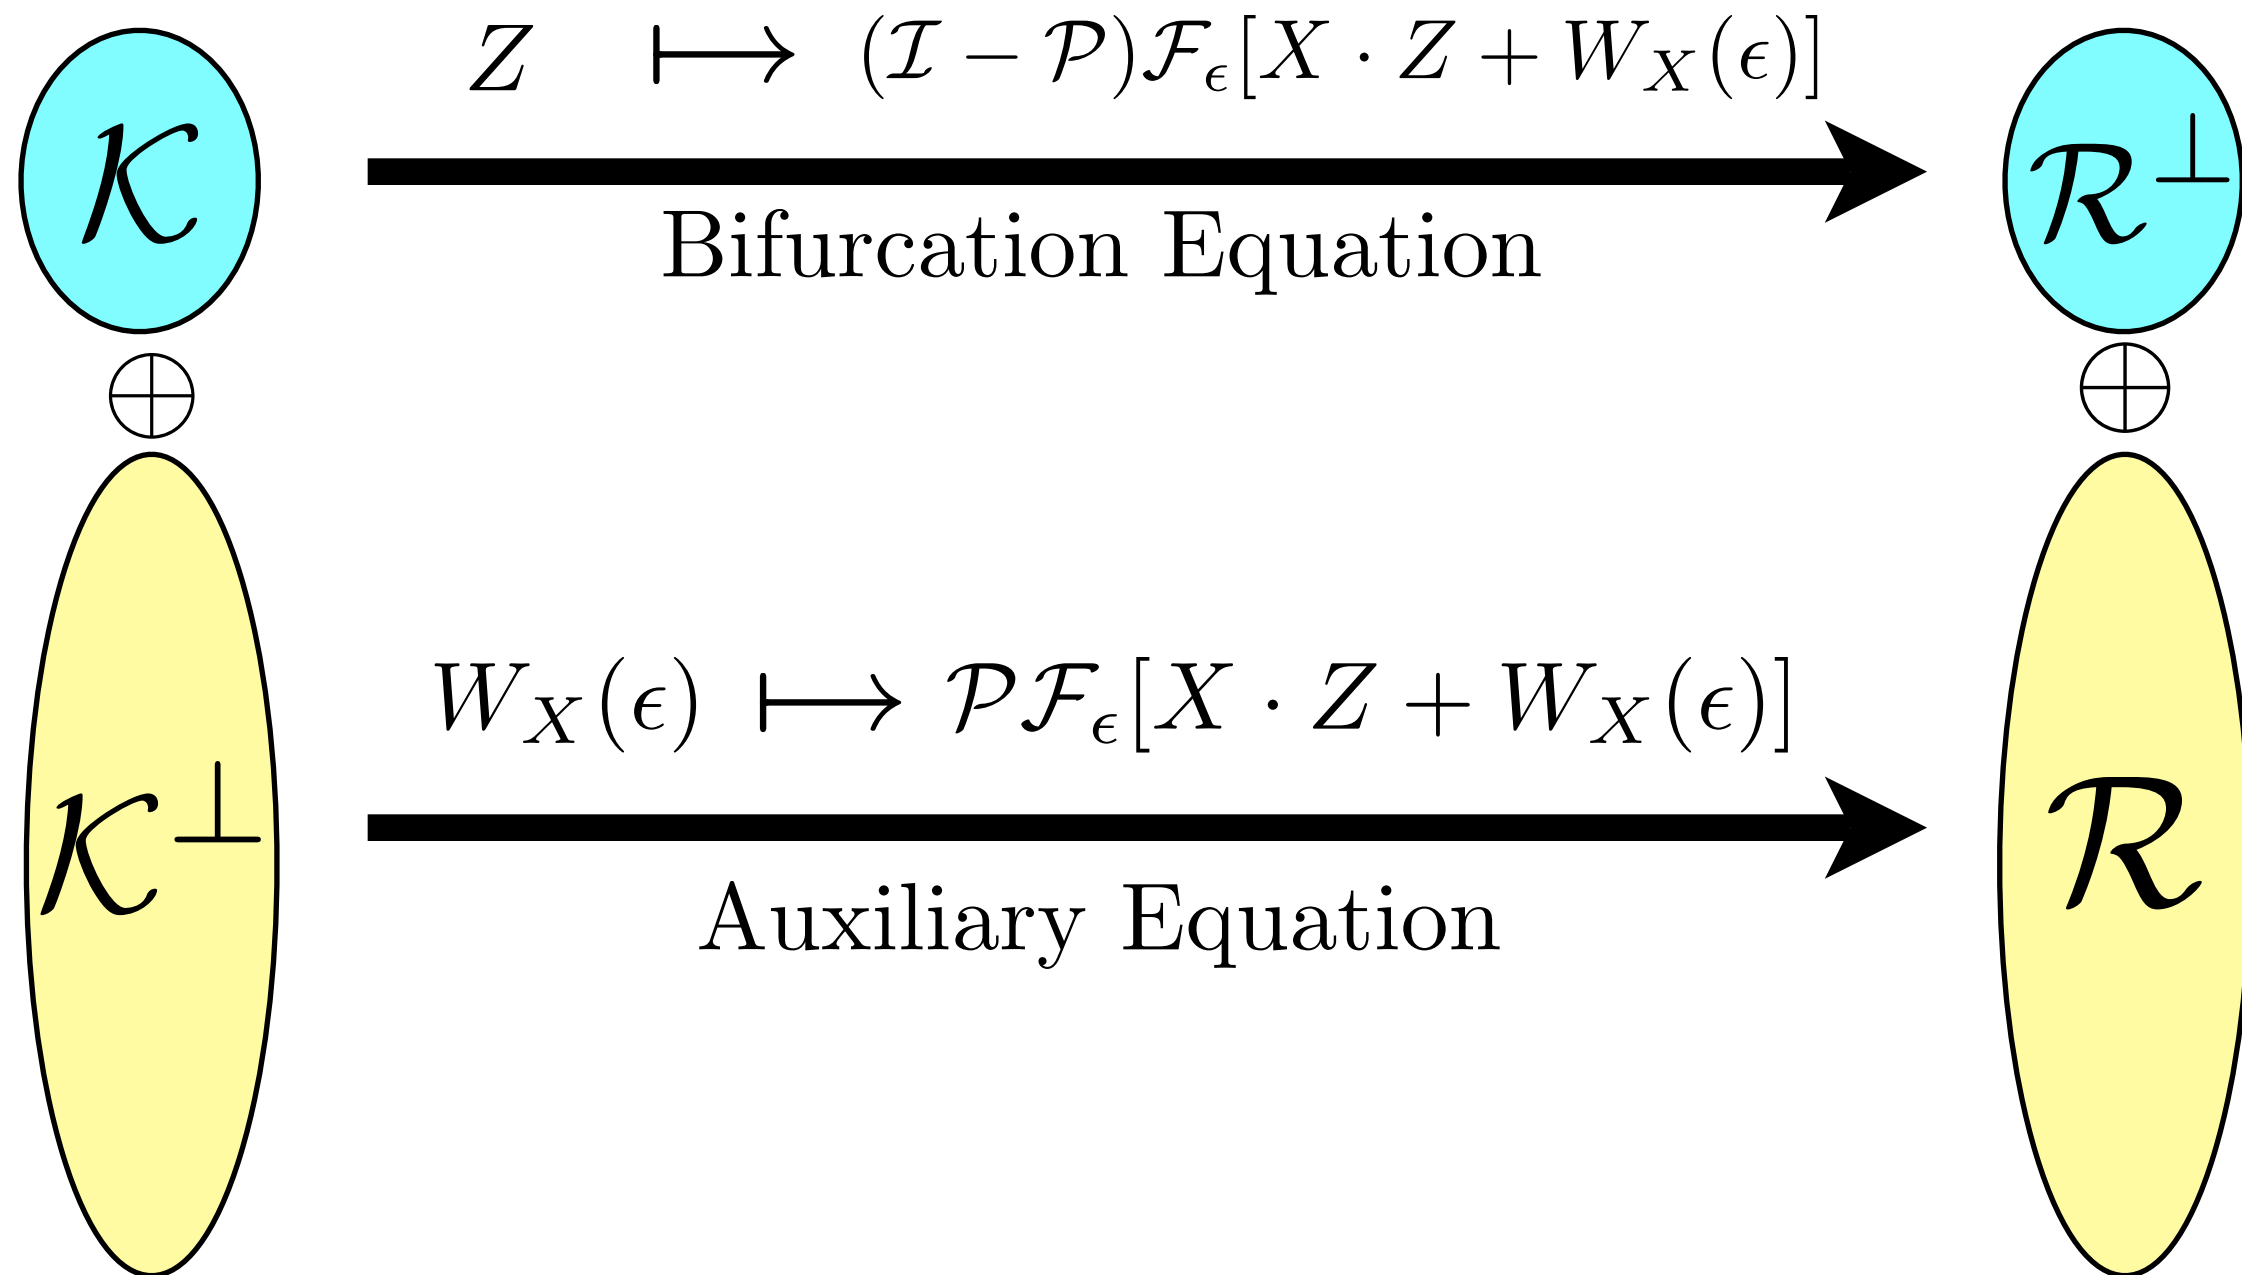 Z ⟼ (𝓘 − 𝓟)𝓕_ϵ[X · Z + W_X(ϵ)]
𝓚
𝓡^⊥
Bifurcation Equation
⊕ ⊕
W_X(ϵ) ⟼ 𝓟𝓕_ϵ[X · Z + W_X(ϵ)]
𝓚^⊥
𝓡
Auxiliary Equation